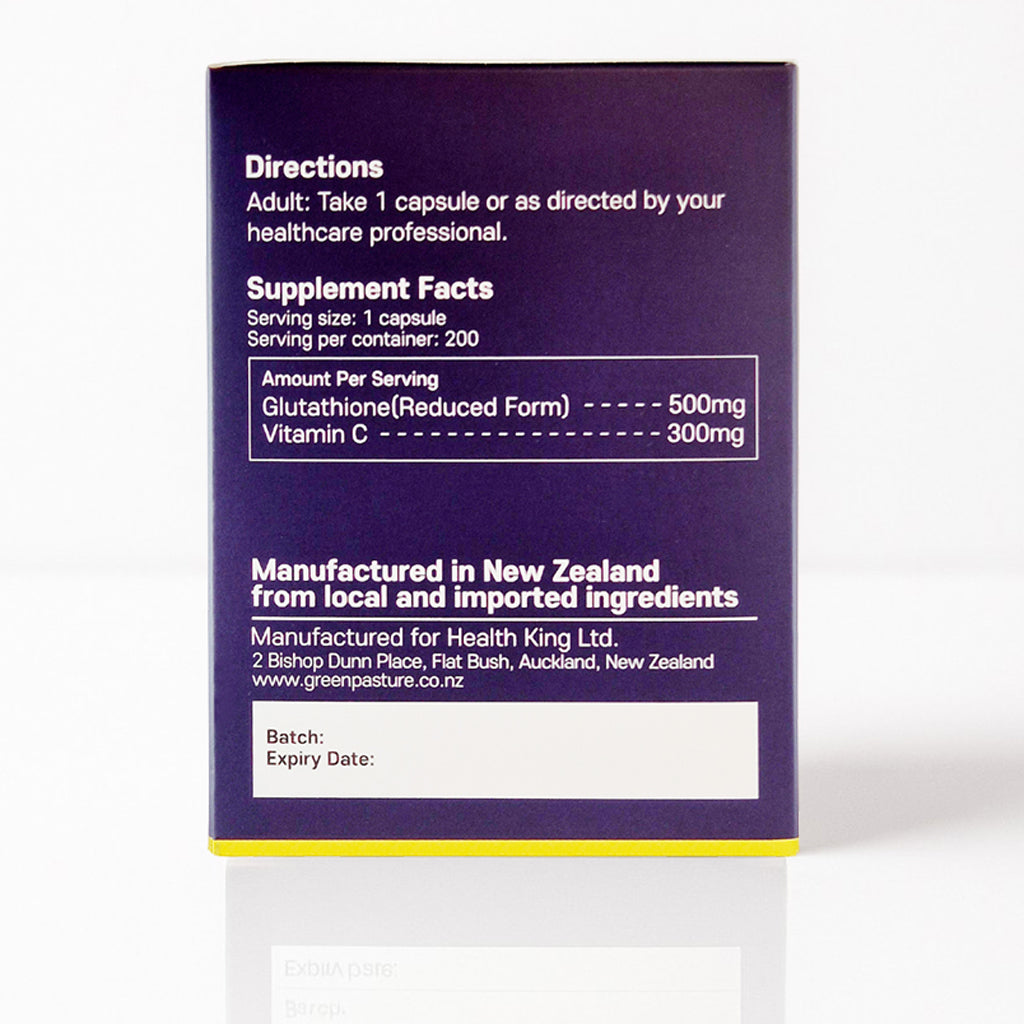 Directions
Adult: Take 1 capsule or as directed by your
healthcare professional.
Supplement Facts
Serving size: 1 capsule
Serving per container: 200
Amount Per Serving
Glutathione(Reduced Form) ----- 500mg
Vitamin C ------------------ 300mg
Manufactured in New Zealand
from local and imported ingredients
Manufactured for Health King Ltd.
2 Bishop Dunn Place, Flat Bush, Auckland, New Zealand
www.greenpasture.co.nz
Batch:
Expiry Date: